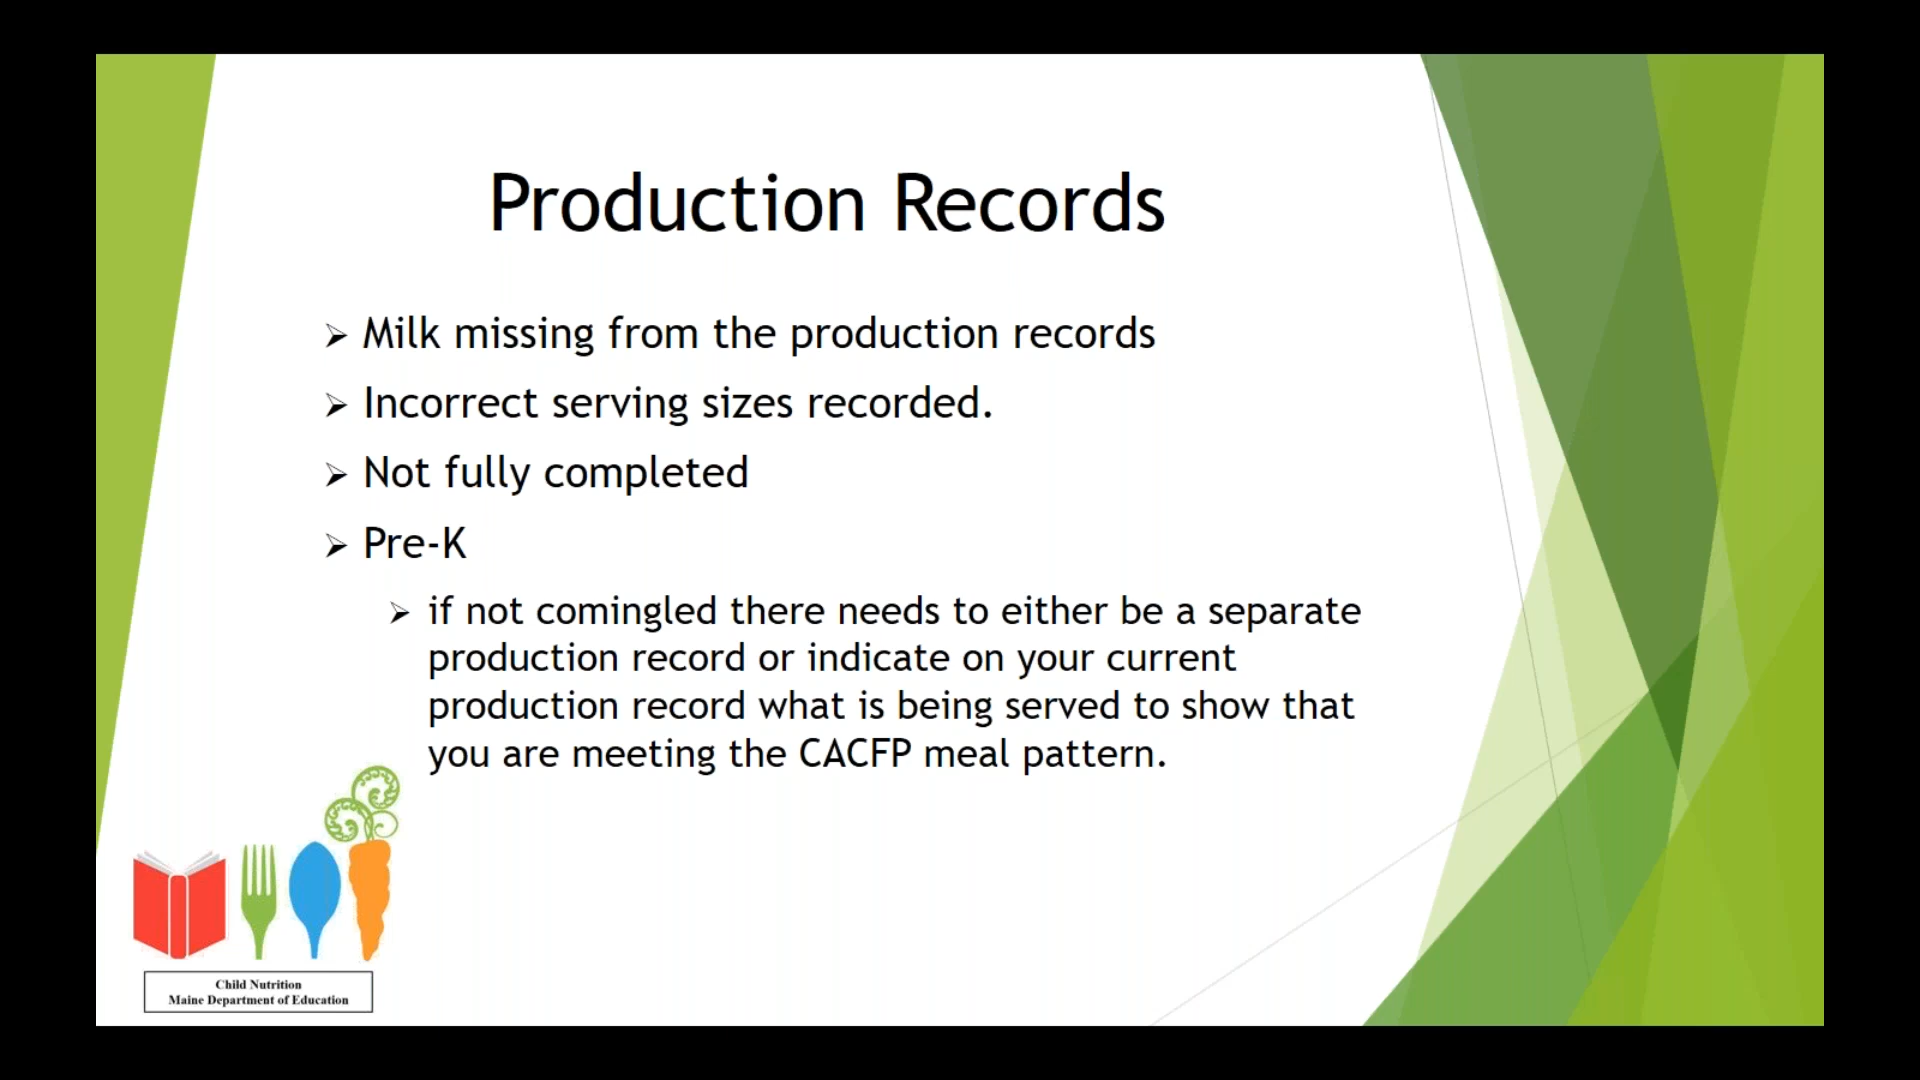 Production Records
Milk missing from the production records
Incorrect serving sizes recorded.
Not fully completed
Pre-K
if not comingled there needs to either be a separate
production record or indicate on your current
production record what is being served to show that
you are meeting the CACFP meal pattern.
Child Nutrition
Maine Department of Education